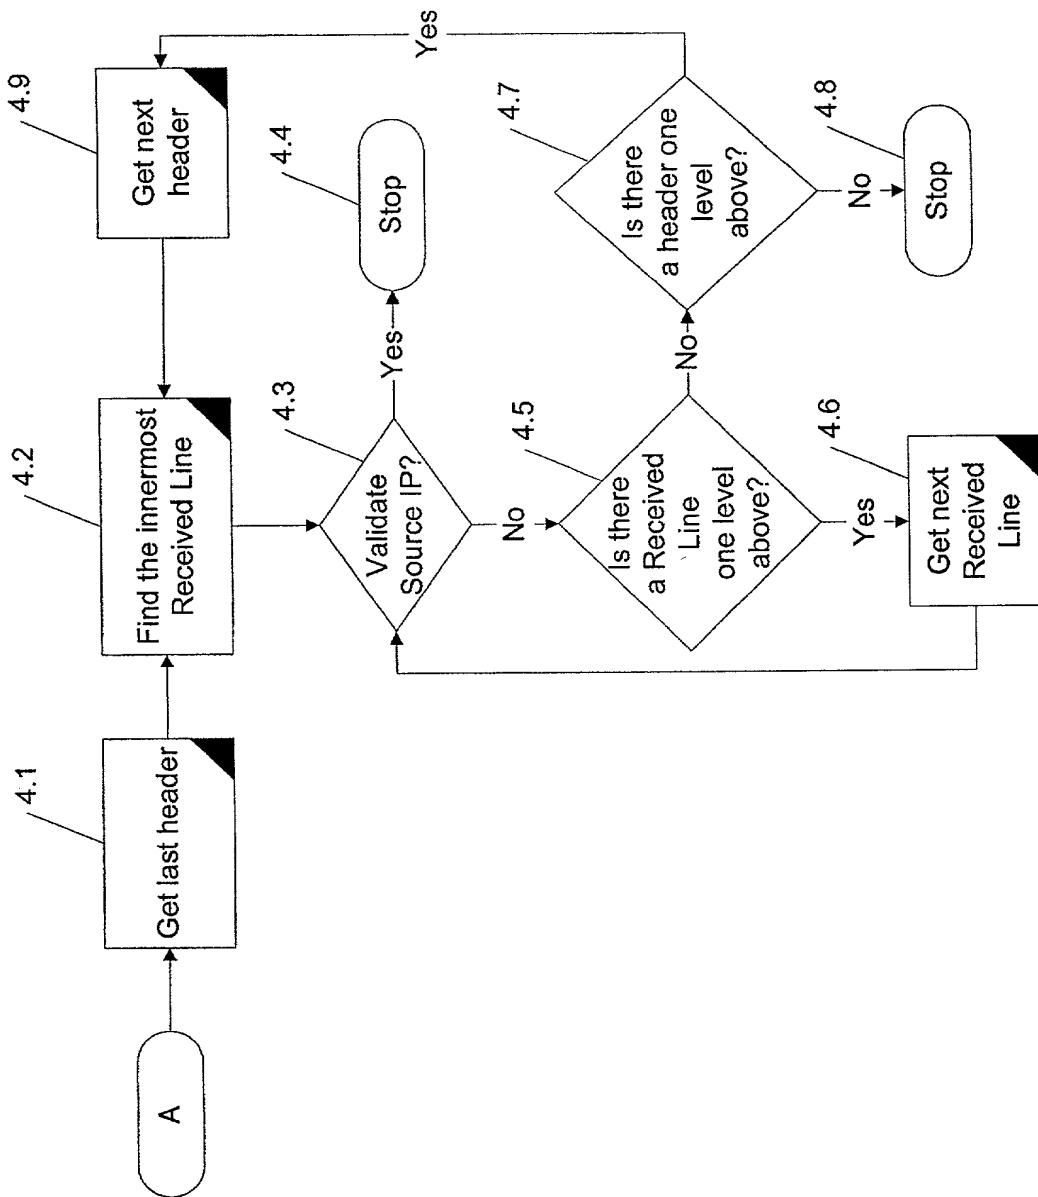 A
4.1
Get last header
4.2
Find the innermost
Received Line
4.9
Get next
header
4.3
Validate
Source IP?
Yes
4.4
Stop
No
4.5
Is there
a Received
Line
one level
above?
No
4.7
Is there
a header one
level
above?
Yes
Yes
4.6
Get next
Received
Line
No
4.8
Stop